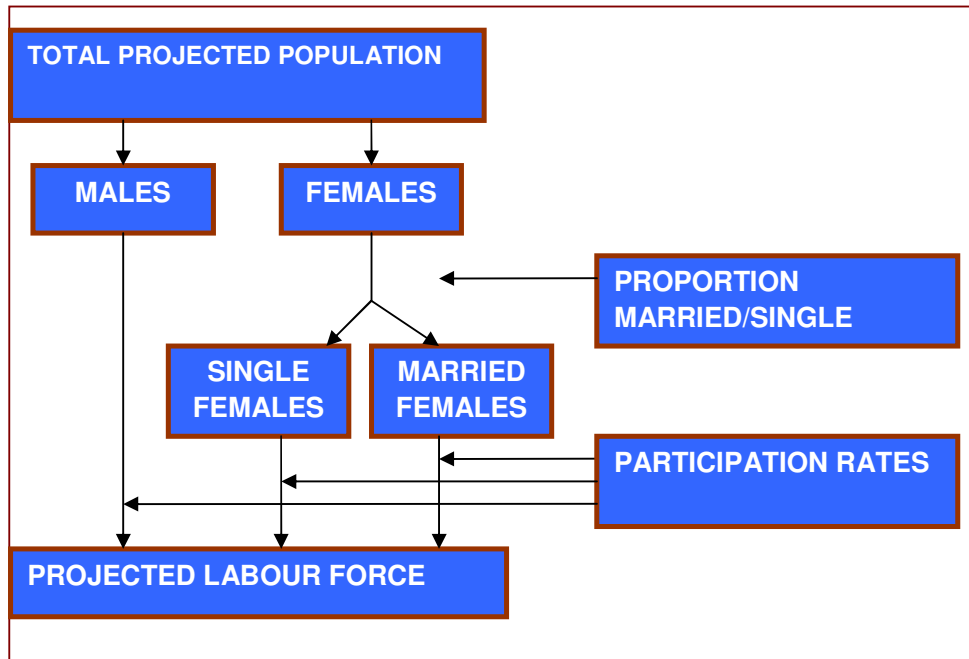 TOTAL PROJECTED POPULATION
MALES
FEMALES
PROPORTION
MARRIED/SINGLE
SINGLE
FEMALES
MARRIED
FEMALES
PARTICIPATION RATES
PROJECTED LABOUR FORCE